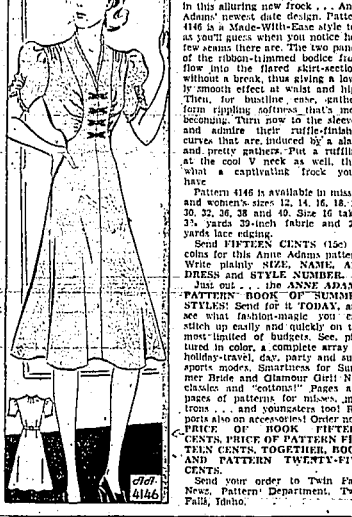 in this alluring new frock . . . An
Adams' newest date design. Patte
4146 is a Made-With-Ease style t
as you'll guess when you notice h
few seams there are. The two pan
of the ribbon-trimmed bodice fro
flow into the flared skirt-sectio
without a break, thus giving a lov
ly smooth effect at waist and hip
Then, for bustline ease, gathe
form rippling softness that's mo
becoming. Turn now to the sleev
and admire their ruffle-finish
curves that are induced by a sla
and pretty gathers. Put a ruffli
at the cool V neck as well, th
what a captivating frock you
have
Pattern 4146 is available in misse
and women's sizes 12, 14, 16, 18,
30, 32, 36, 38 and 40. Size 16 tak
yards 39-inch fabric and
yards lace edging.
Send FIFTEEN CENTS (15c)
coins for this Anne Adams patter
Write plainly SIZE, NAME, A
DRESS and STYLE NUMBER.
Just out . . . the ANNE ADAM
PATTERN BOOK OF SUMME
STYLES! Send for it TODAY, an
see what fashion-magic you c
stitch up easily and quickly on t
most limited of budgets. See, pi
tured in color, a complete array
holiday-travel, day, party and su
sports modes. Smartness for Sum
mer Bride and Glamour Girl! N
classics and "cottons!" Pages a
pages of patterns for misses, m
trons . . . and youngsters too! R
ports also on accessories! Order no
PRICE OF BOOK FIFTEE
CENTS, PRICE OF PATTERN FI
TEEN CENTS, TOGETHER, BOO
AND PATTERN TWENTY-FI
CENTS.
Send your order to Twin Fa
News, Pattern Department, Tw
Falls, Idaho.
AA
4146